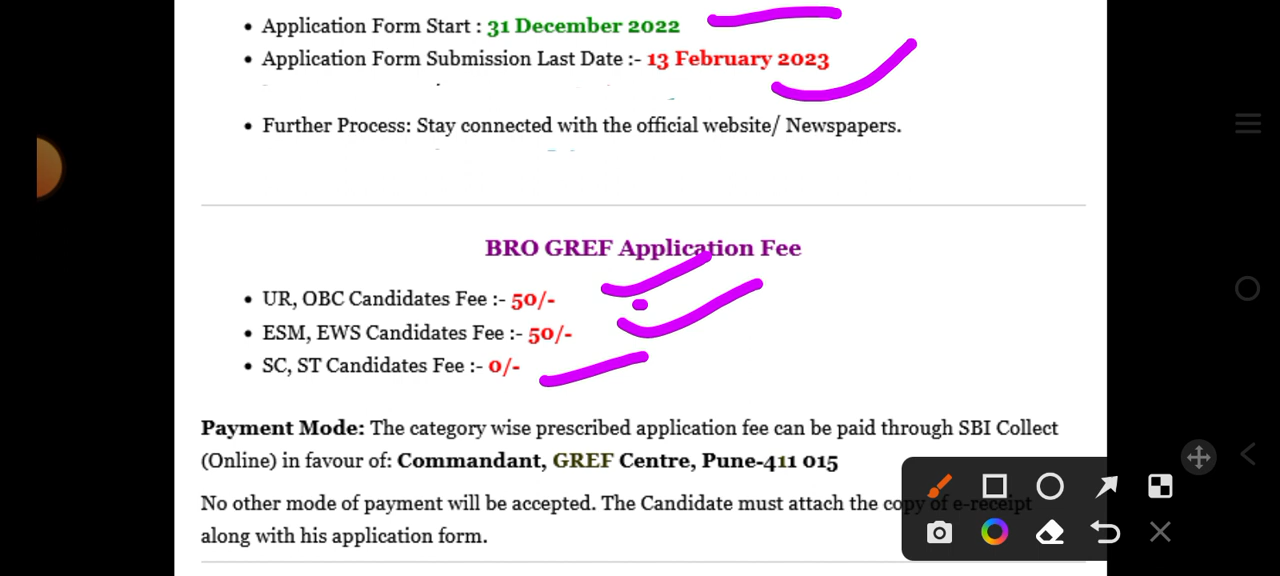 • Application Form Start : 31 December 2022
• Application Form Submission Last Date :- 13 February 2023
• Further Process: Stay connected with the official website/ Newspapers.
BRO GREF Application Fee
• UR, OBC Candidates Fee :- 50/-
• ESM, EWS Candidates Fee :- 50/-
• SC, ST Candidates Fee :- 0/-
Payment Mode: The category wise prescribed application fee can be paid through SBI Collect
(Online) in favour of: Commandant, GREF Centre, Pune-411 015
No other mode of payment will be accepted. The Candidate must attach the copy of e-receipt
along with his application form.